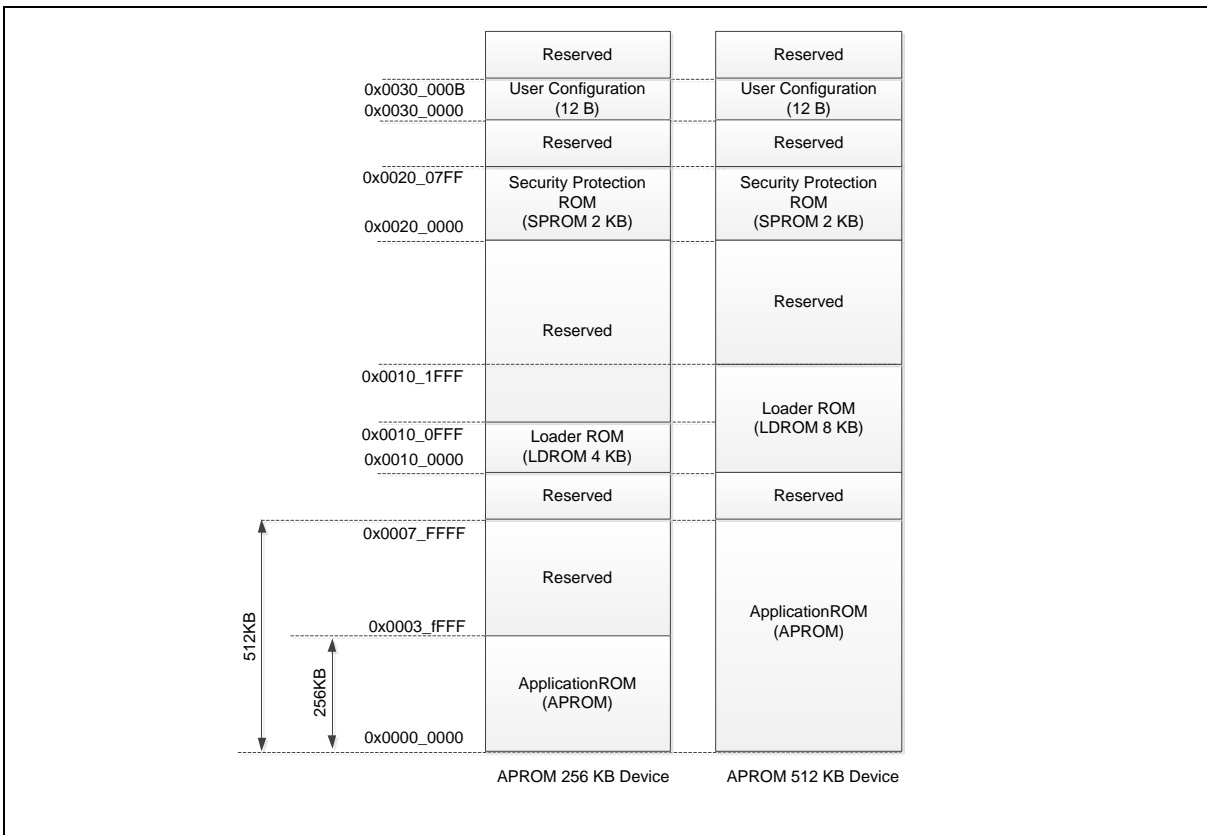 Reserved
Reserved
0x0030_000B
User Configuration
(12 B)
User Configuration
(12 B)
0x0030_0000
Reserved
Reserved
0x0020_07FF
Security Protection
ROM
(SPROM 2 KB)
Security Protection
ROM
(SPROM 2 KB)
0x0020_0000
Reserved
Reserved
0x0010_1FFF
Loader ROM
(LDROM 8 KB)
0x0010_0FFF
Loader ROM
(LDROM 4 KB)
0x0010_0000
Reserved
Reserved
0x0007_FFFF
Reserved
ApplicationROM
(APROM)
512KB
0x0003_fFFF
256KB
ApplicationROM
(APROM)
0x0000_0000
APROM 256 KB Device
APROM 512 KB Device